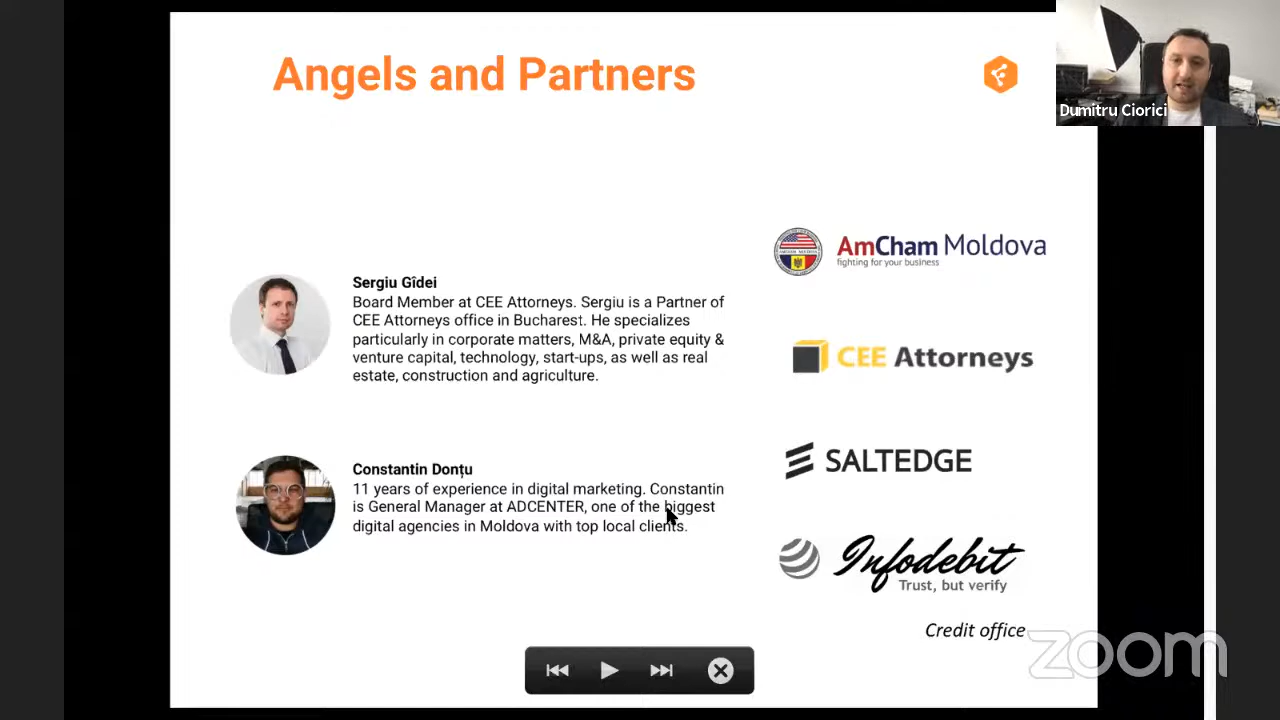 Angels and Partners
Dumitru Ciorici
Sergiu Gîdei
Board Member at CEE Attorneys. Sergiu is a Partner of
CEE Attorneys office in Bucharest. He specializes
particularly in corporate matters, M&A, private equity &
venture capital, technology, start-ups, as well as real
estate, construction and agriculture.
Constantin Donțu
11 years of experience in digital marketing. Constantin
is General Manager at ADCENTER, one of the biggest
digital agencies in Moldova with top local clients.
AmCham Moldova
fighting for your business
CEE Attorneys
SALTEDGE
Infodebit
Trust, but verify
Credit office
zoom